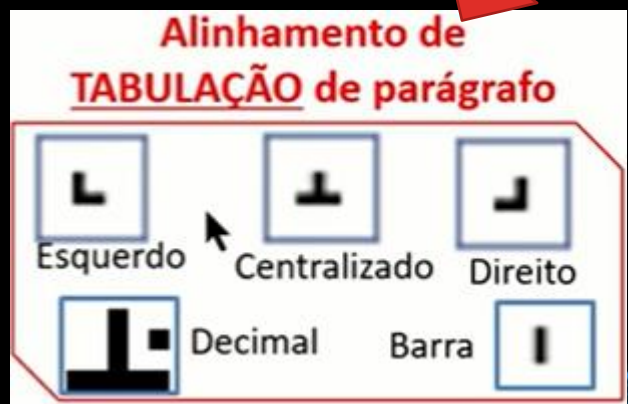 Alinhamento de
TABULAÇÃO de parágrafo
Esquerdo
Centralizado
Direito
Decimal
Barra